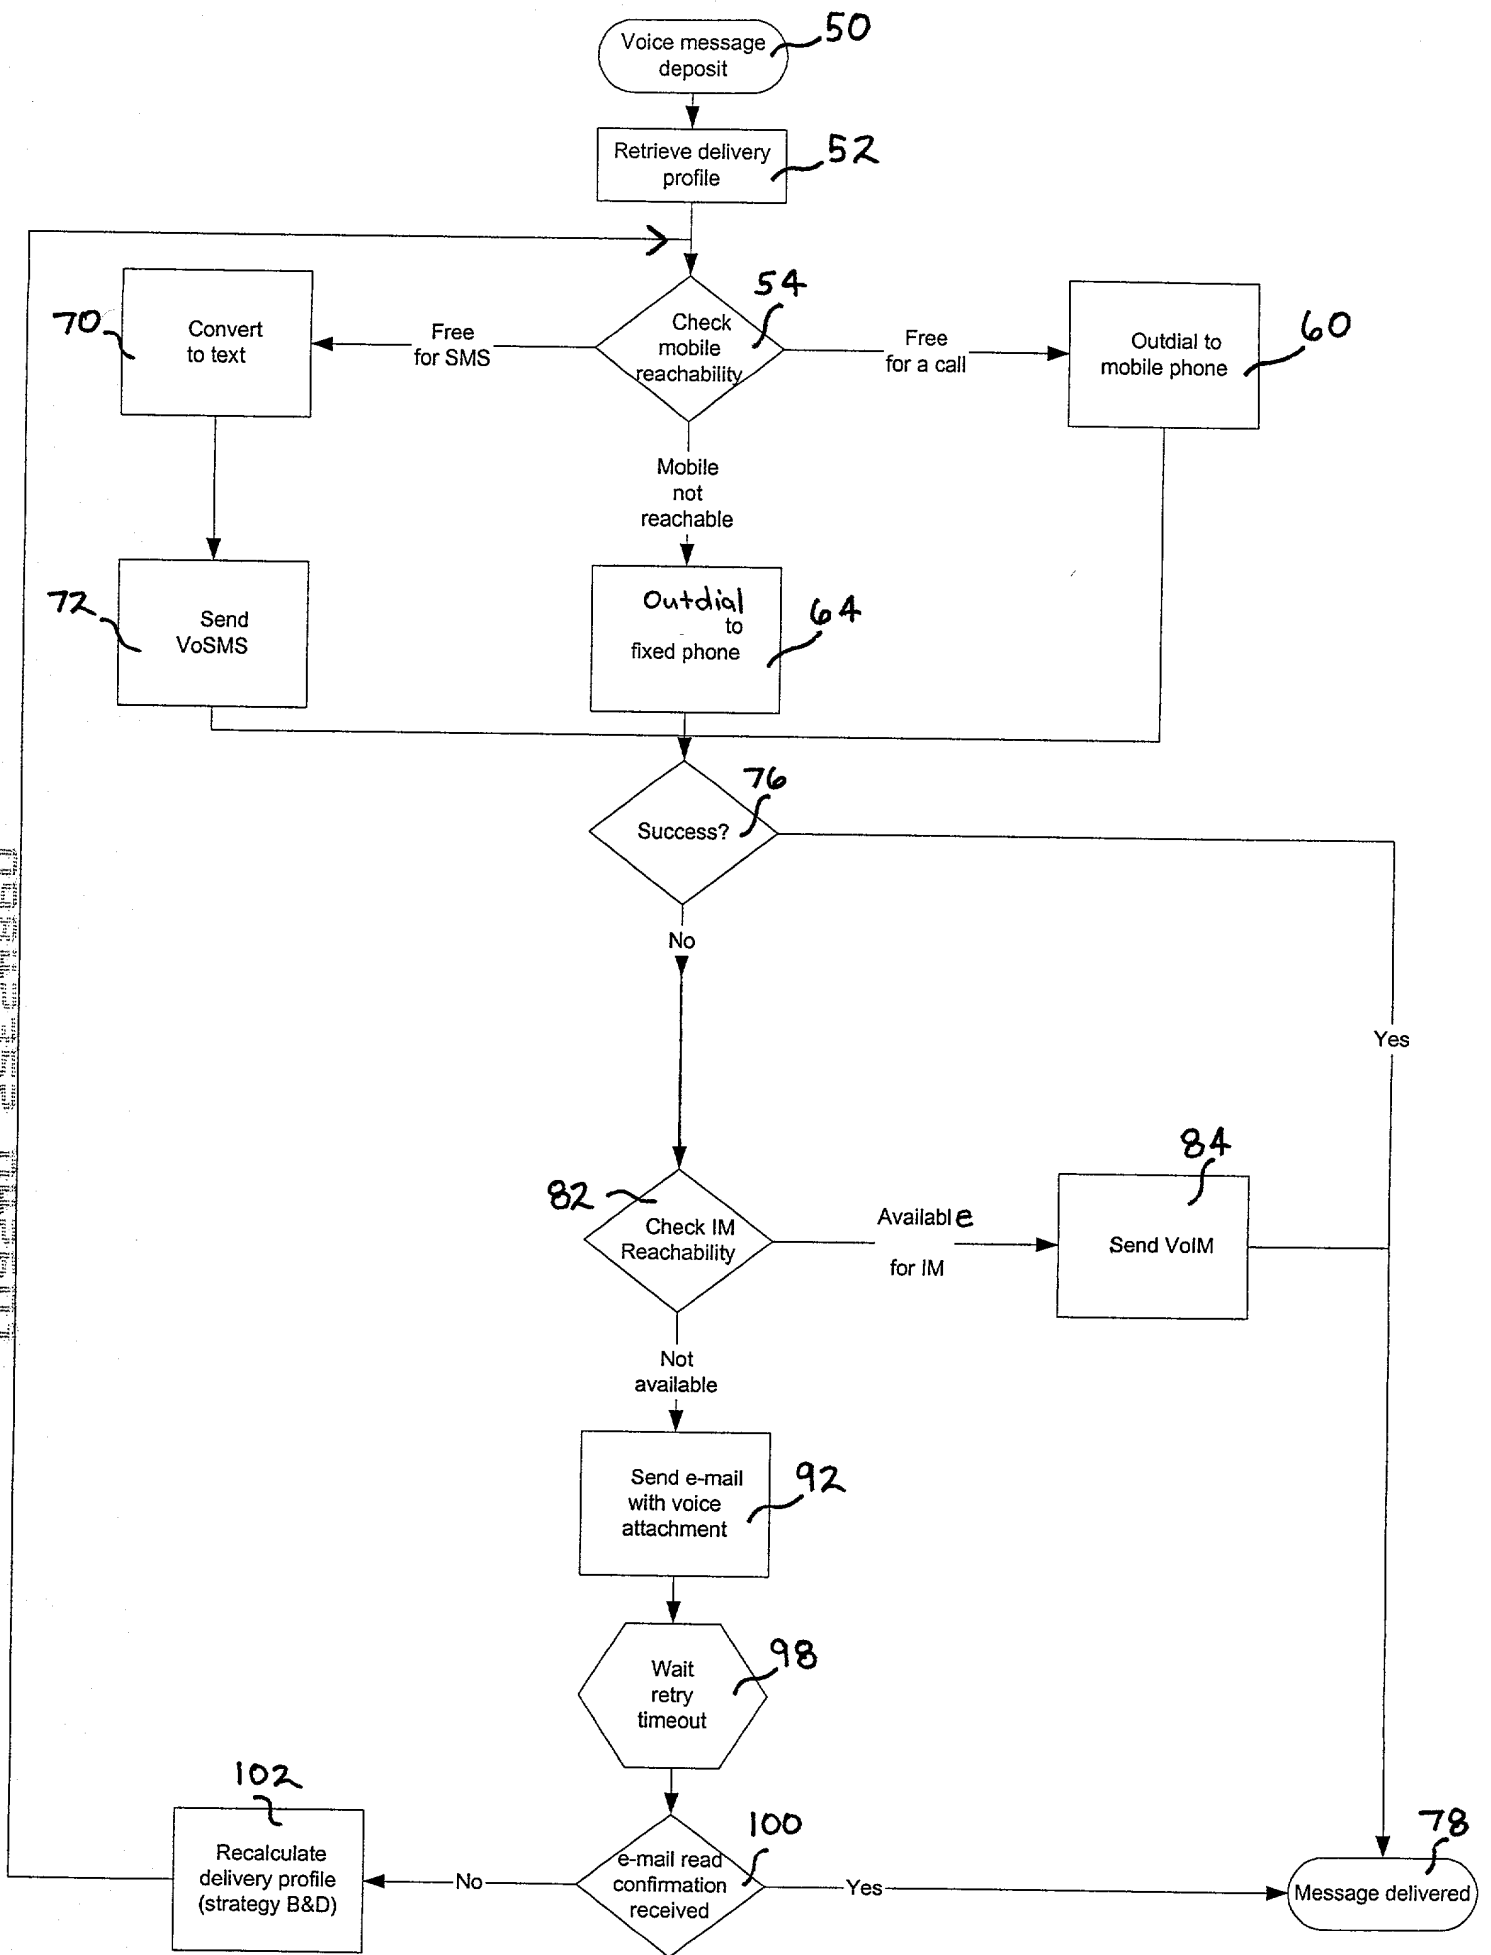 Voice message
deposit
50
Retrieve delivery
profile
52
54
Check
mobile
reachability
Free
for SMS
70
Convert
to text
Free
for a call
Outdial to
mobile phone
60
Mobile
not
reachable
72
Send
VoSMS
Outdial
to
fixed phone
64
76
Success?
No
Yes
82
Check IM
Reachability
Available
for IM
84
Send VoIM
Not
available
Send e-mail
with voice
attachment
92
Wait
retry
timeout
98
102
Recalculate
delivery profile
(strategy B&D)
No
100
e-mail read
confirmation
received
Yes
78
Message delivered